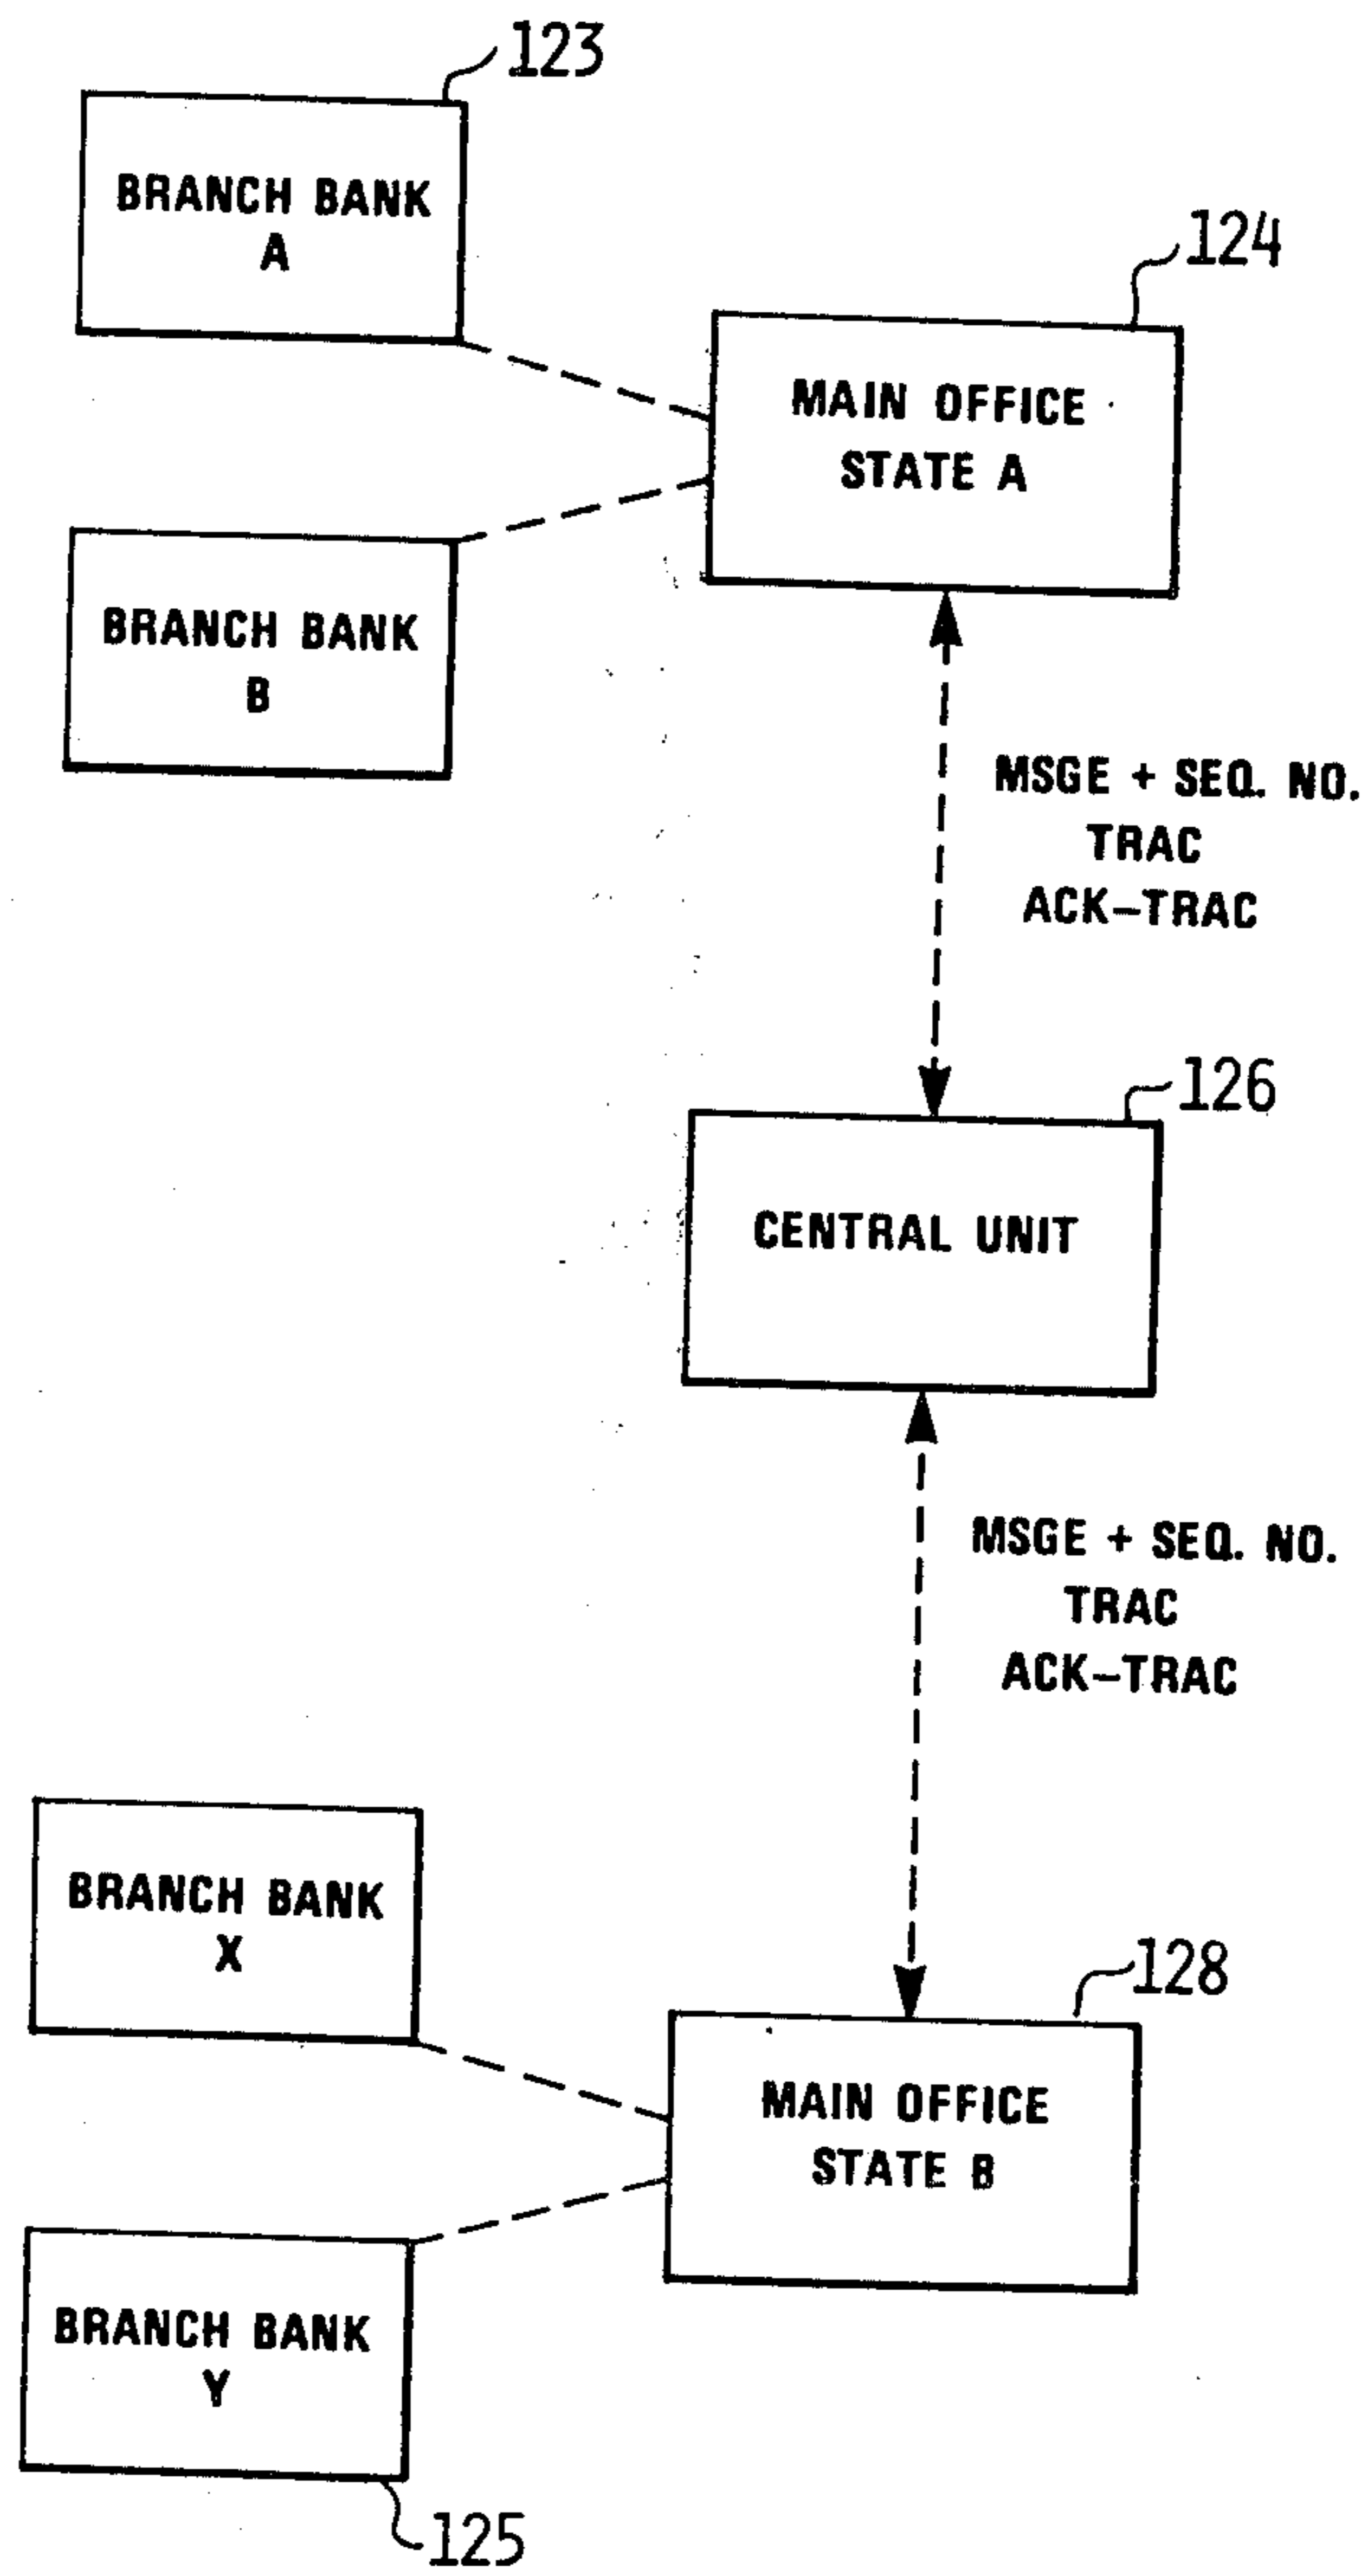 123
BRANCH BANK
A
124
MAIN OFFICE
STATE A
BRANCH BANK
B
MSGE + SEQ. NO.
TRAC
ACK-TRAC
126
CENTRAL UNIT
MSGE + SEQ. NO.
TRAC
ACK-TRAC
BRANCH BANK
X
128
MAIN OFFICE
STATE B
BRANCH BANK
Y
125